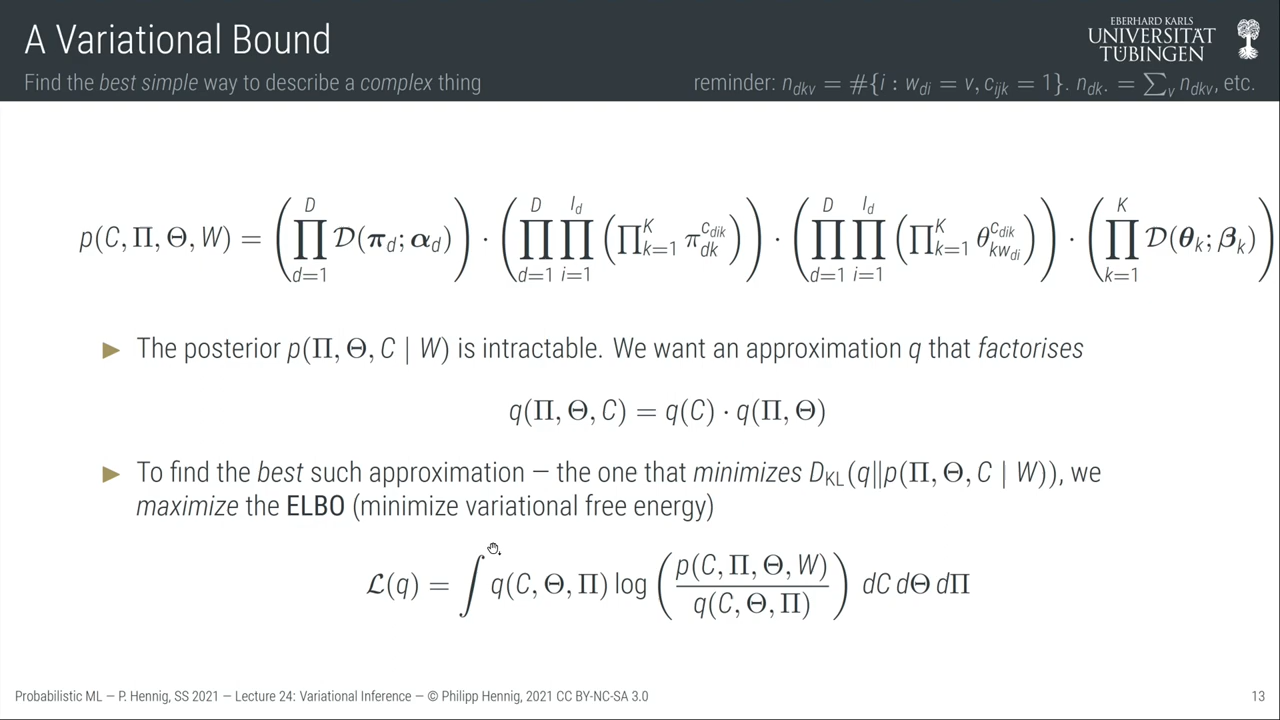 A Variational Bound
EBERHARD KARLS
UNIVERSITÄT
TÜBINGEN
Find the best simple way to describe a complex thing
reminder: n_{dkv} = #{i : w_{di} = v, c_{ijk} = 1}. n_{dk·} = ∑_v n_{dkv}, etc.
p(C, Π, Θ, W) = (∏_{d=1}^{D} 𝒟(π_d; α_d)) · (∏_{d=1}^{D} ∏_{i=1}^{I_d} (∏_{k=1}^{K} π_{dk}^{c_{dik}})) · (∏_{d=1}^{D} ∏_{i=1}^{I_d} (∏_{k=1}^{K} θ_{kw_{di}}^{c_{dik}})) · (∏_{k=1}^{K} 𝒟(θ_k; β_k))
▶ The posterior p(Π, Θ, C | W) is intractable. We want an approximation q that factorises
q(Π, Θ, C) = q(C) · q(Π, Θ)
▶ To find the best such approximation – the one that minimizes D_{KL}(q‖p(Π, Θ, C | W)), we
maximize the ELBO (minimize variational free energy)
ℒ(q) = ∫ q(C, Θ, Π) log (p(C, Π, Θ, W) / q(C, Θ, Π)) dC dΘ dΠ
Probabilistic ML – P. Hennig, SS 2021 – Lecture 24: Variational Inference – © Philipp Hennig, 2021 CC BY-NC-SA 3.0
13